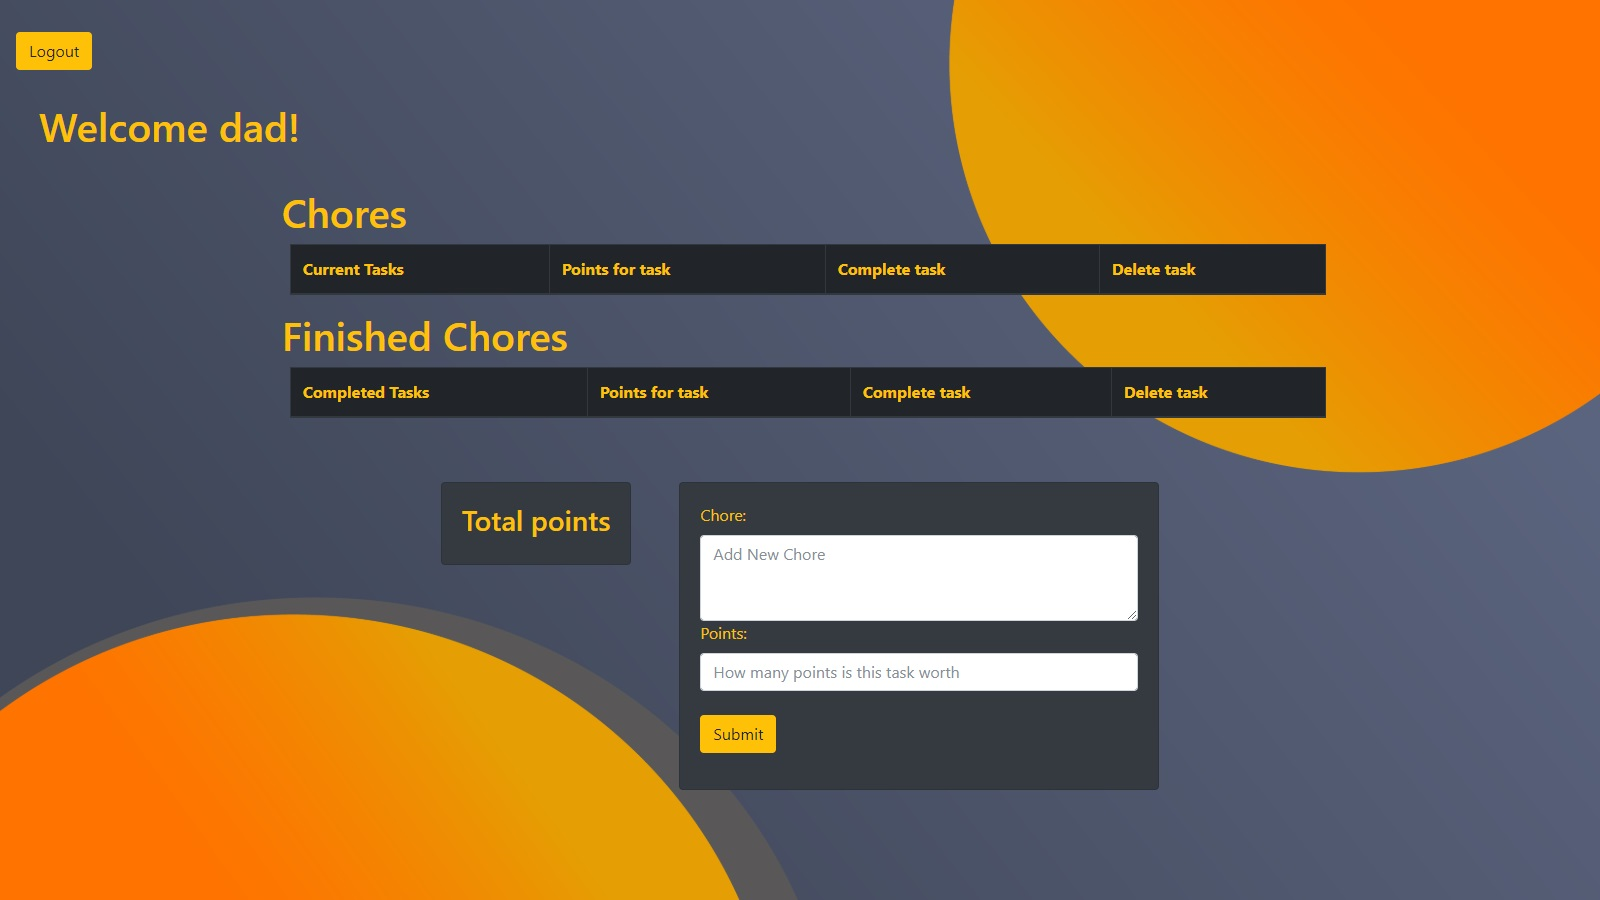 Logout
Welcome dad!
Chores
Current Tasks Points for task Complete task Delete task
Finished Chores
Completed Tasks Points for task Complete task Delete task
Total points
Chore:
Add New Chore
Points:
How many points is this task worth
Submit